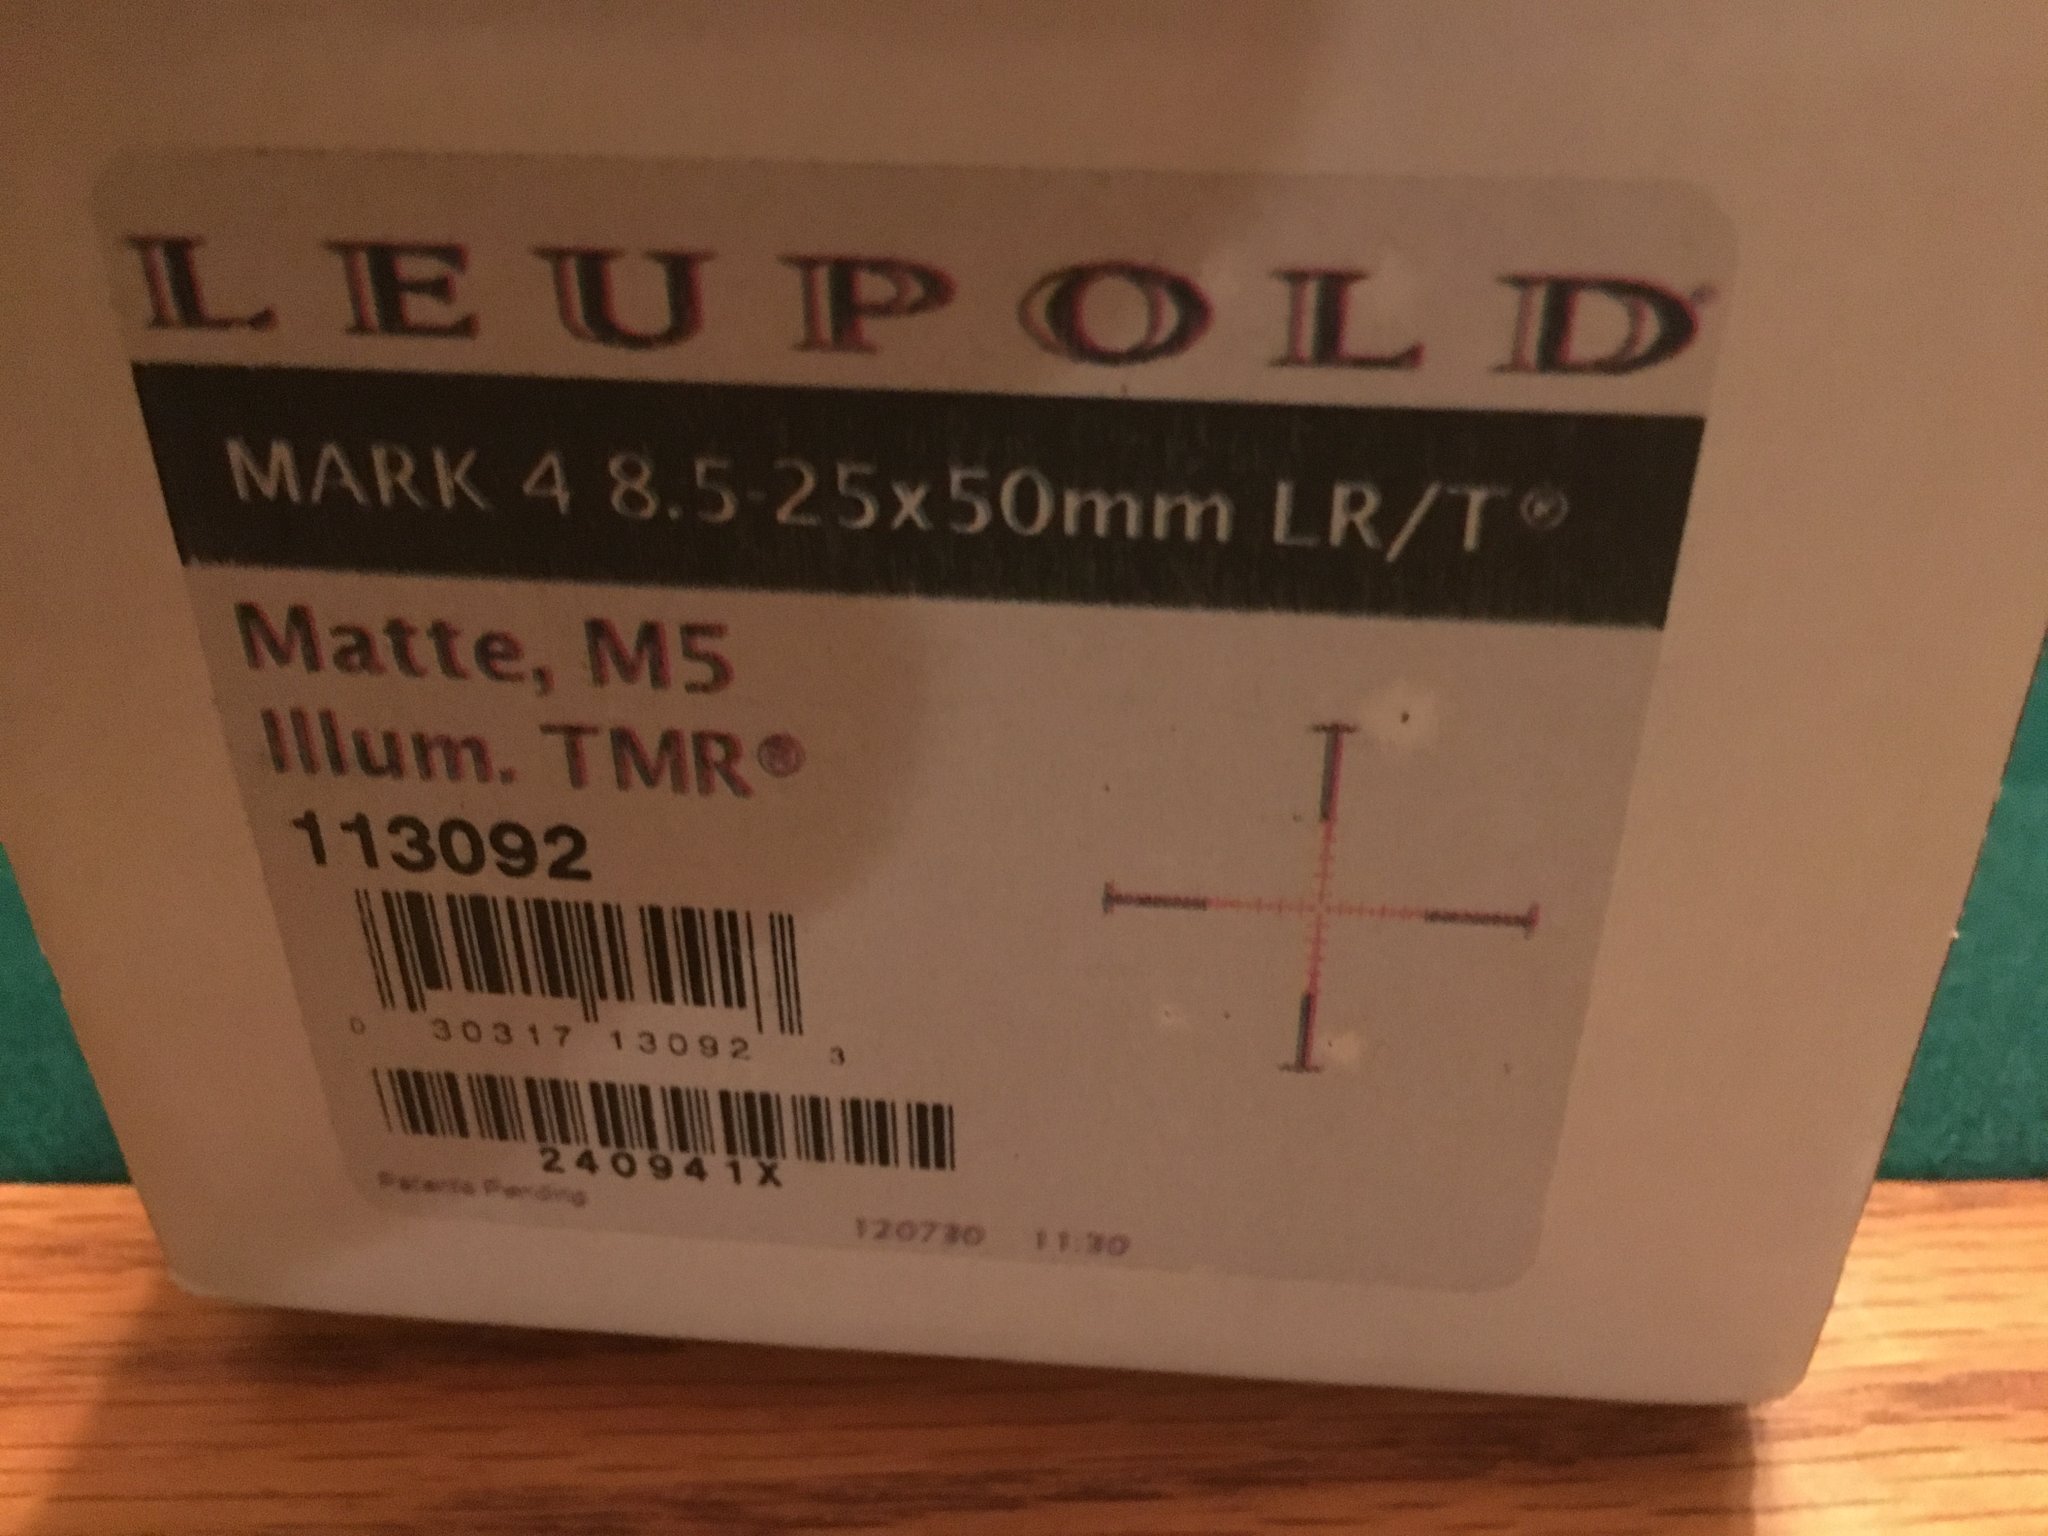 LEUPOLD®
MARK 4 8.5-25x50mm LR/T®
Matte, M5
Illum. TMR®
113092
0 30317 13092 3
240941X
Patents Pending
120730 11:30